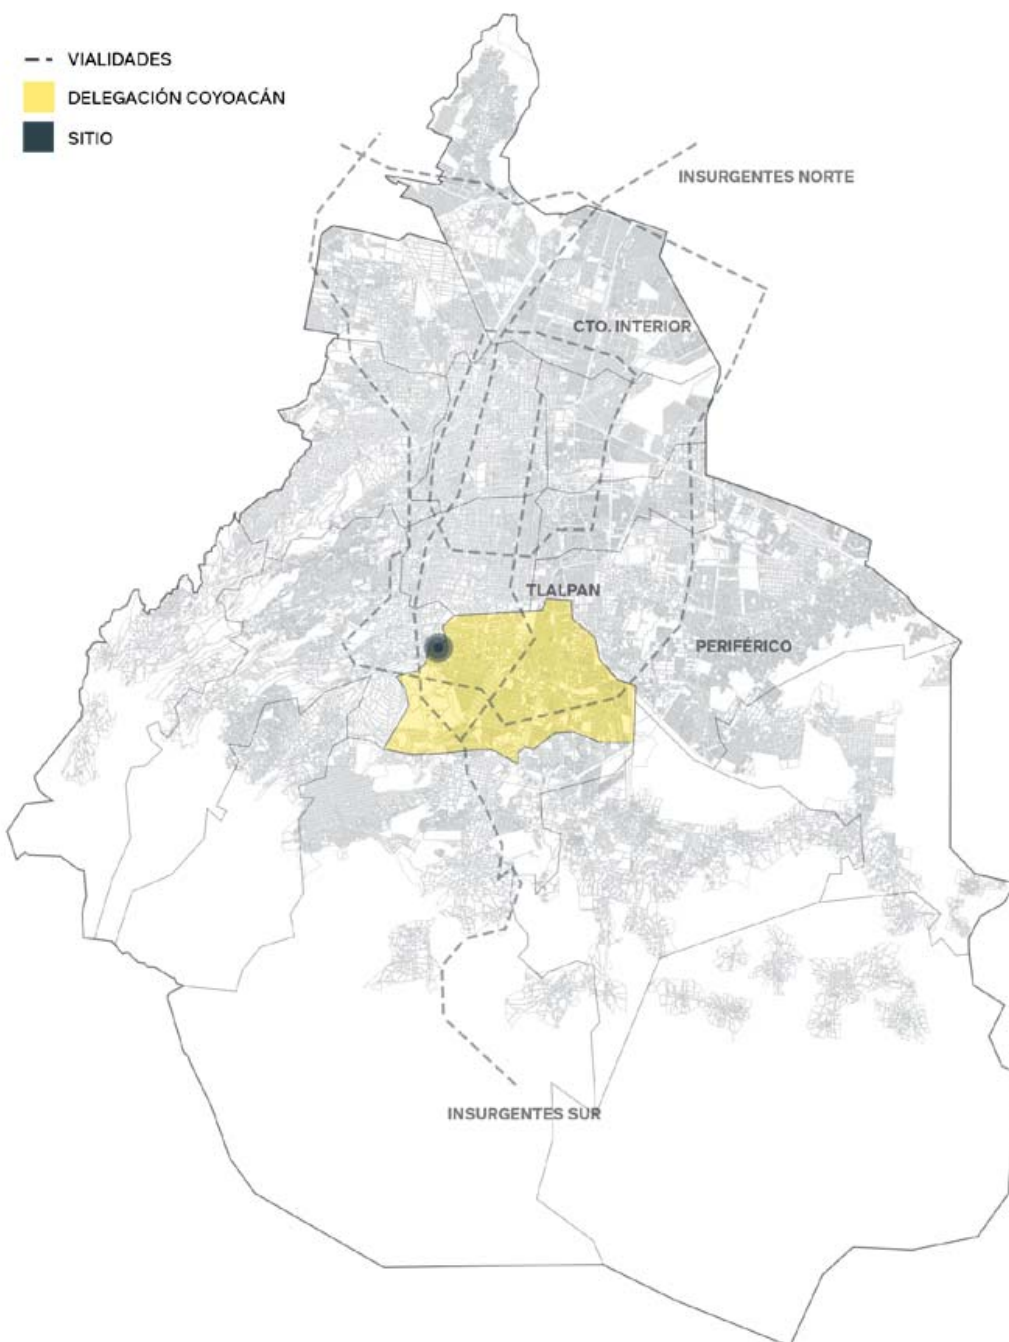 VIALIDADES
DELEGACIÓN COYOACÁN
SITIO
INSURGENTES NORTE
CTO. INTERIOR
TLALPAN
PERIFÉRICO
INSURGENTES SUR